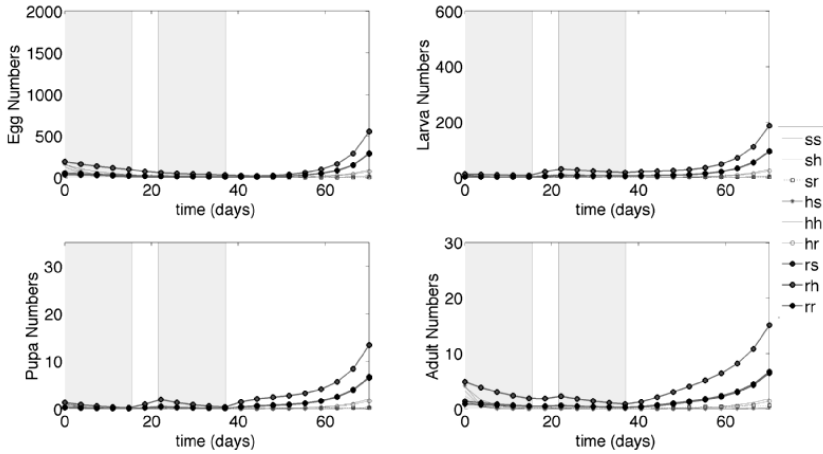 2000
1500
1000
500
0
Egg Numbers
0 20 40 60
time (days)
600
400
200
0
Larva Numbers
0 20 40 60
time (days)
30
20
10
0
Pupa Numbers
0 20 40 60
time (days)
30
20
10
0
Adult Numbers
0 20 40 60
time (days)
ss
sh
sr
hs
hh
hr
rs
rh
rr